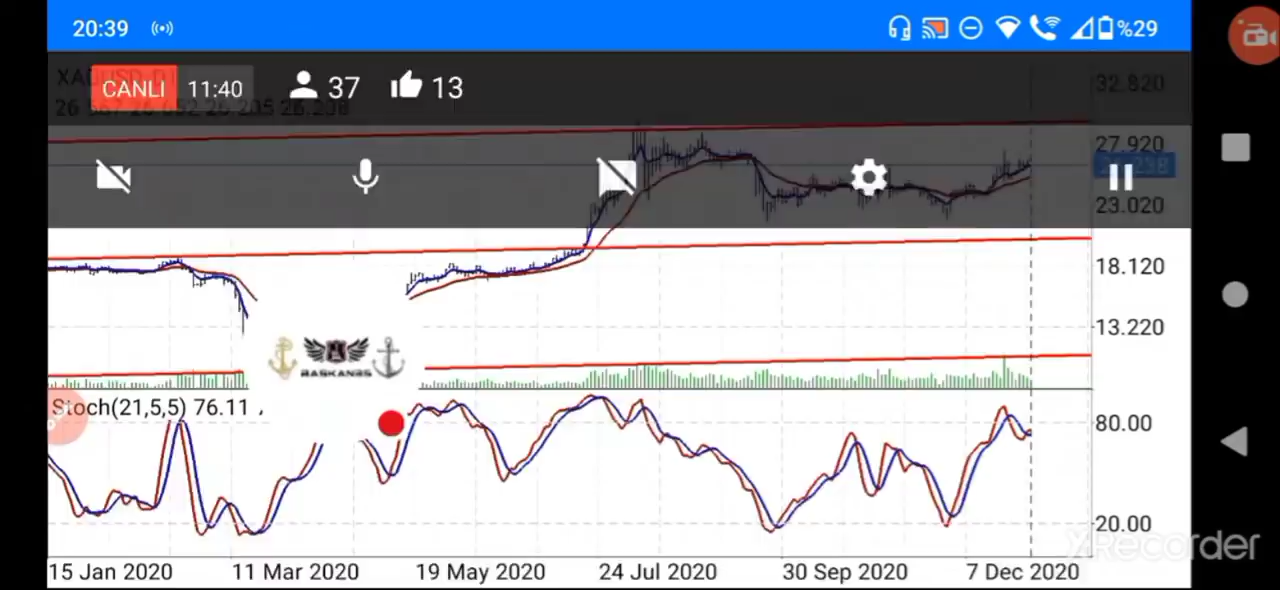 20:39 %29
CANLI 11:40 37 13
32.820
27.920
23.020
18.120
13.220
BASKANBS
Stoch(21,5,5) 76.11
80.00
20.00
XRecorder
15 Jan 2020 11 Mar 2020 19 May 2020 24 Jul 2020 30 Sep 2020 7 Dec 2020